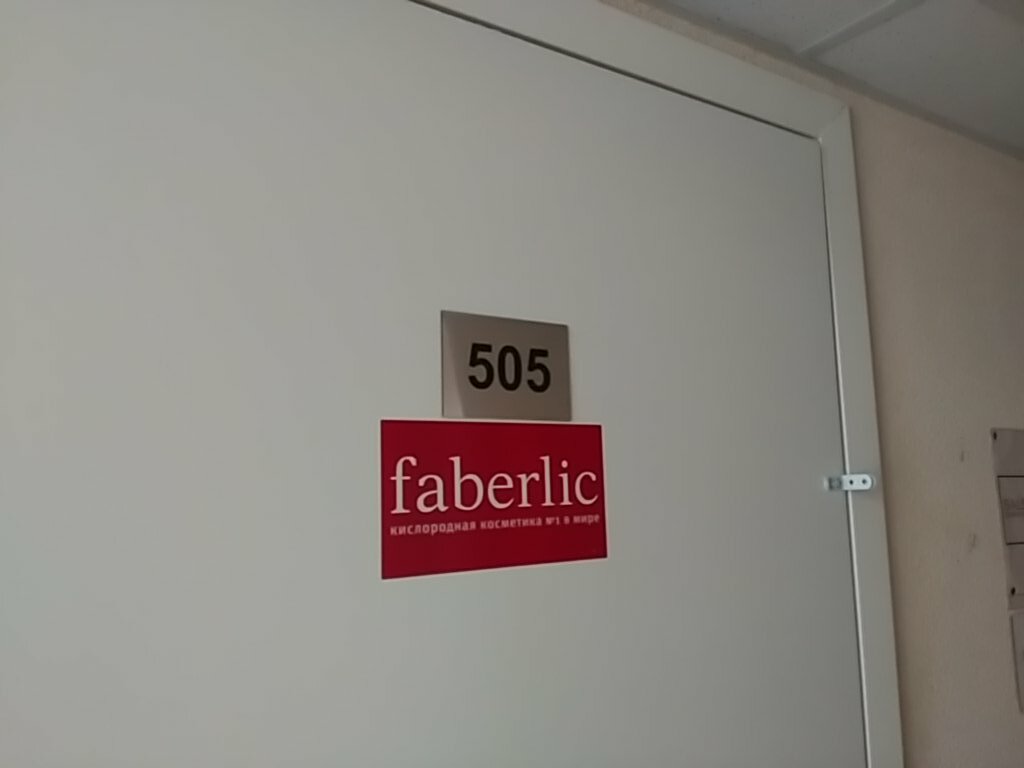 505
faberlic
кислородная косметика №1 в мире